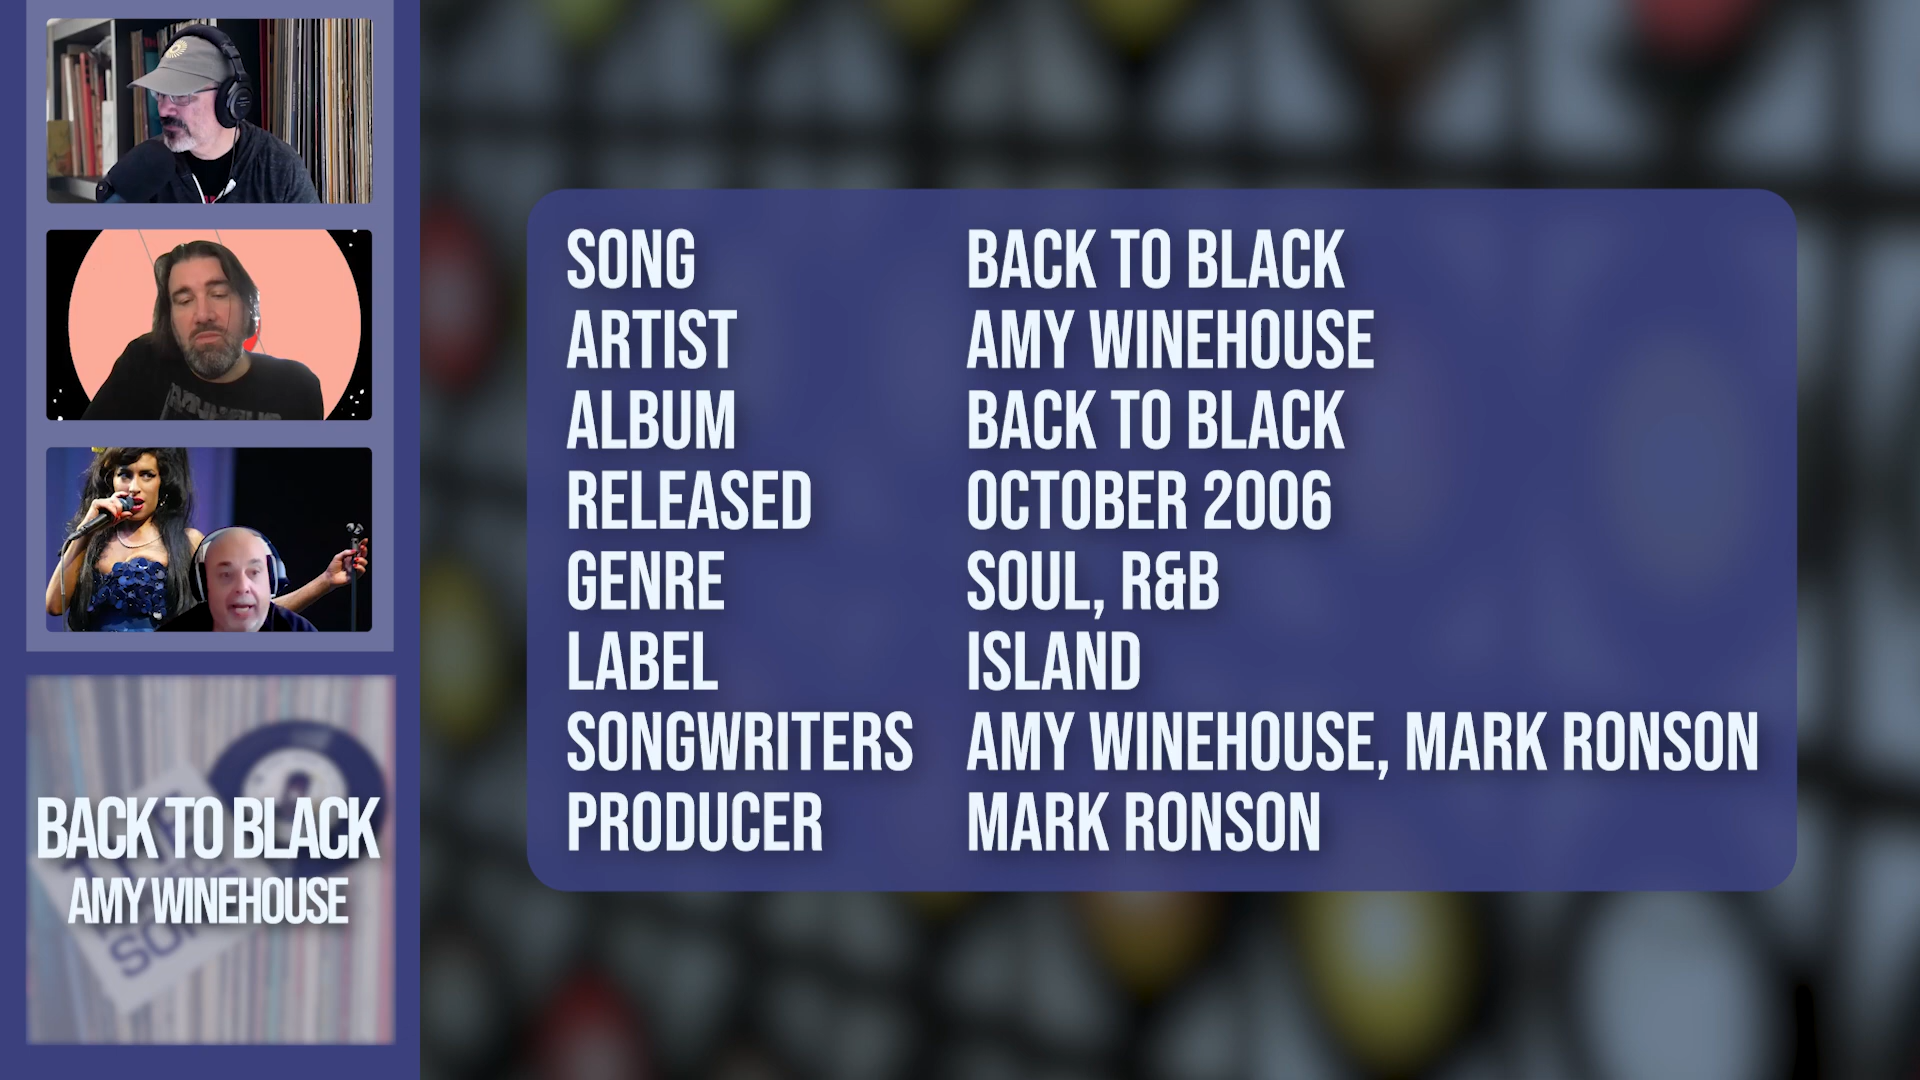 SONG BACK TO BLACK
ARTIST AMY WINEHOUSE
ALBUM BACK TO BLACK
RELEASED OCTOBER 2006
GENRE SOUL, R&B
LABEL ISLAND
SONGWRITERS AMY WINEHOUSE, MARK RONSON
PRODUCER MARK RONSON
BACK TO BLACK
AMY WINEHOUSE